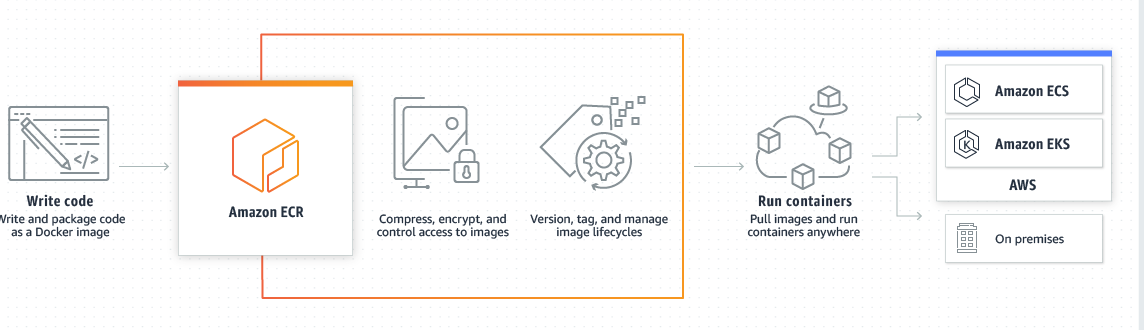 Write code
Write and package code
as a Docker image
Amazon ECR
Compress, encrypt, and
control access to images
Version, tag, and manage
image lifecycles
Run containers
Pull images and run
containers anywhere
Amazon ECS
K
Amazon EKS
AWS
On premises